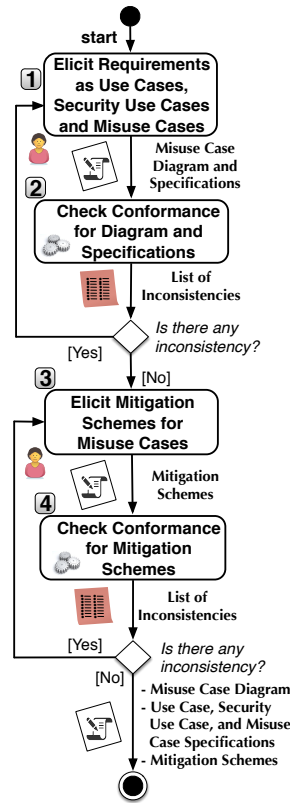 start
1
Elicit Requirements
as Use Cases,
Security Use Cases
and Misuse Cases
Misuse Case
Diagram and
Specifications
2
Check Conformance
for Diagram and
Specifications
List of
Inconsistencies
Is there any
inconsistency?
[Yes]
[No]
3
Elicit Mitigation
Schemes for
Misuse Cases
Mitigation
Schemes
4
Check Conformance
for Mitigation
Schemes
List of
Inconsistencies
[Yes]
Is there any
inconsistency?
[No]
- Misuse Case Diagram
- Use Case, Security
Use Case, and Misuse
Case Specifications
- Mitigation Schemes